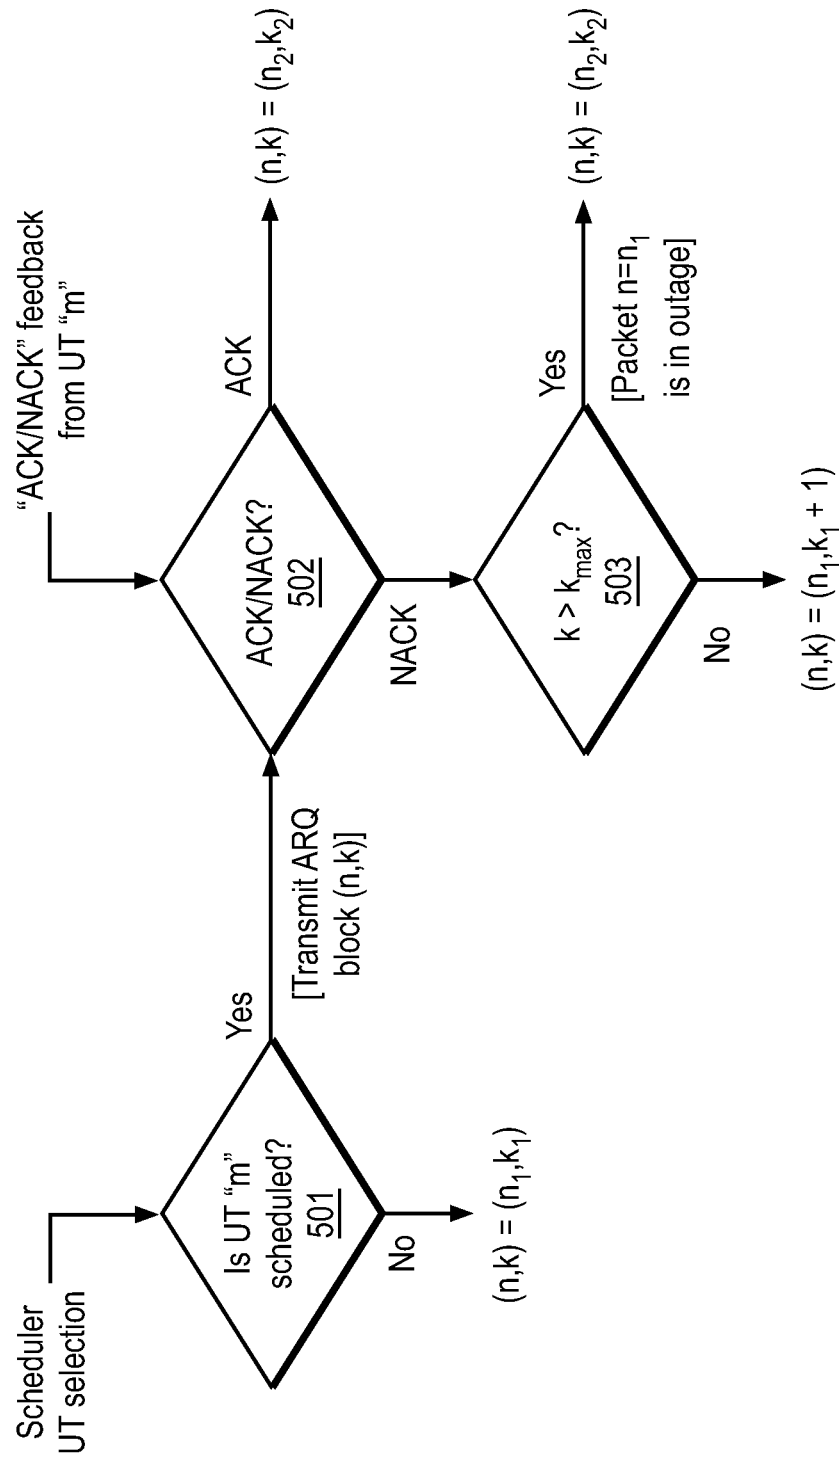 Scheduler
UT selection
Is UT “m”
scheduled?
501
Yes
No
(n,k) = (n₁,k₁)
[Transmit ARQ
block (n,k)]
“ACK/NACK” feedback
from UT “m”
ACK/NACK?
502
ACK
(n,k) = (n₂,k₂)
NACK
k > kₘₐₓ?
503
Yes
(n,k) = (n₂,k₂)
[Packet n=n₁
is in outage]
No
(n,k) = (n₁,k₁ + 1)